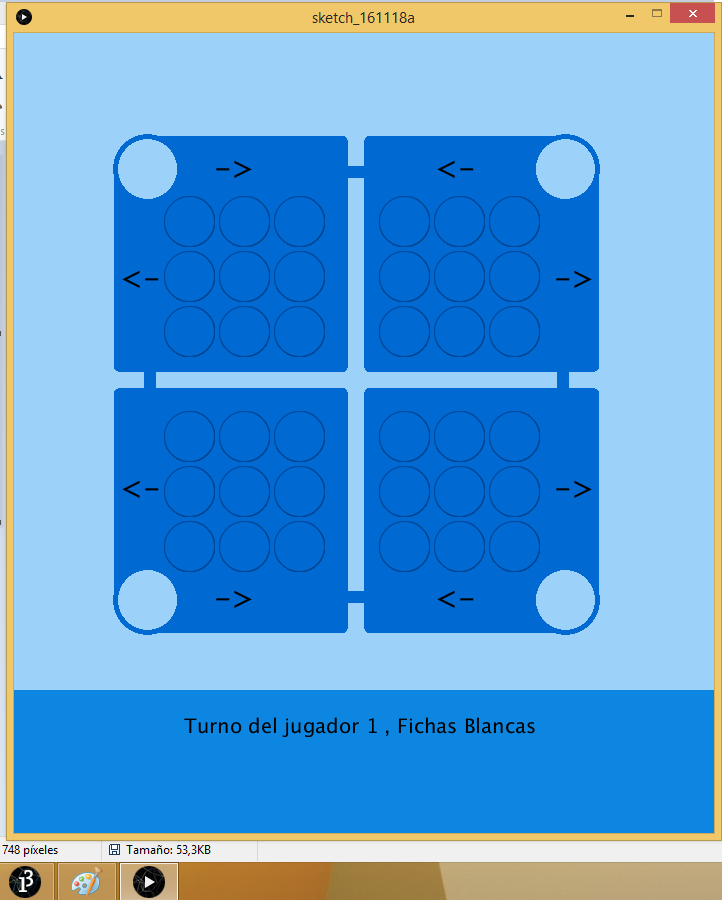 sketch_161118a
s
-> <-
<- ->
<- ->
-> <-
Turno del jugador 1 , Fichas Blancas
748 píxeles Tamaño: 53,3KB